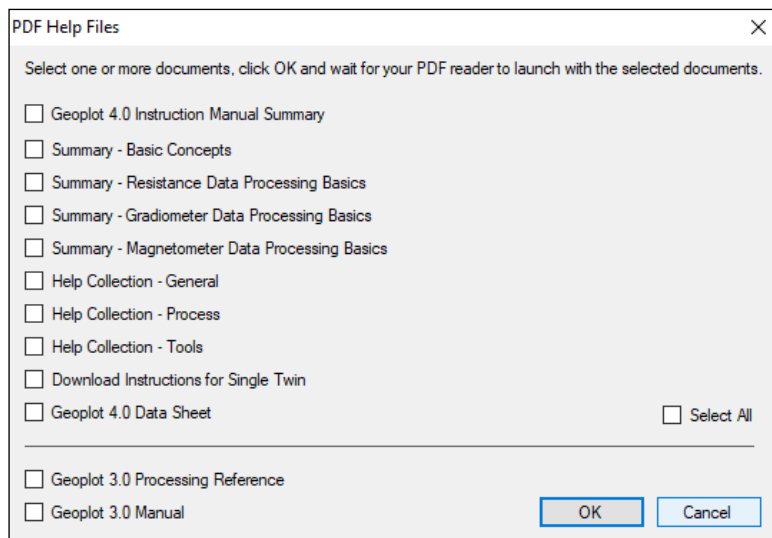 PDF Help Files
Select one or more documents, click OK and wait for your PDF reader to launch with the selected documents.
Geoplot 4.0 Instruction Manual Summary
Summary - Basic Concepts
Summary - Resistance Data Processing Basics
Summary - Gradiometer Data Processing Basics
Summary - Magnetometer Data Processing Basics
Help Collection - General
Help Collection - Process
Help Collection - Tools
Download Instructions for Single Twin
Geoplot 4.0 Data Sheet
Select All
Geoplot 3.0 Processing Reference
Geoplot 3.0 Manual
OK
Cancel